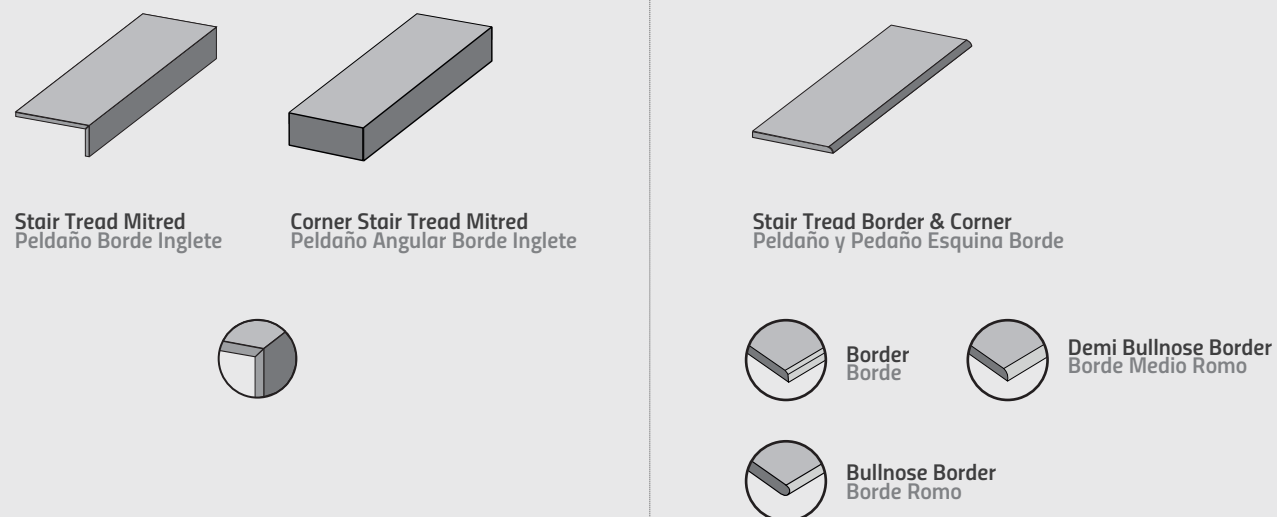 Stair Tread Mitred
Peldaño Borde Inglete
Corner Stair Tread Mitred
Peldaño Angular Borde Inglete
Stair Tread Border & Corner
Peldaño y Pedaño Esquina Borde
Border
Borde
Demi Bullnose Border
Borde Medio Romo
Bullnose Border
Borde Romo